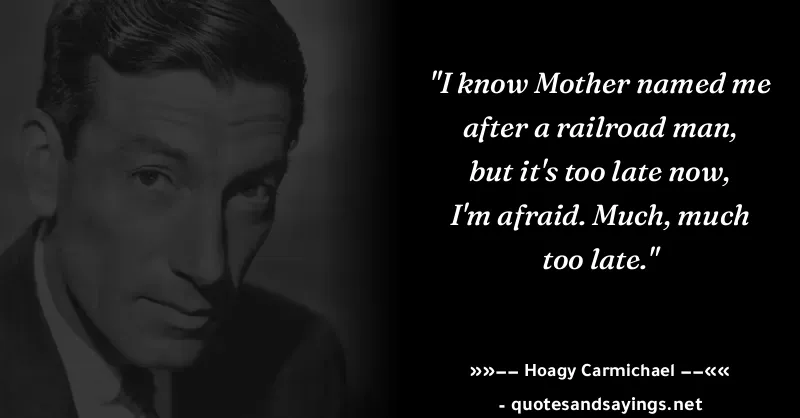 "I know Mother named me
after a railroad man,
but it's too late now,
I'm afraid. Much, much
too late."
»»–– Hoagy Carmichael ––««
- quotesandsayings.net